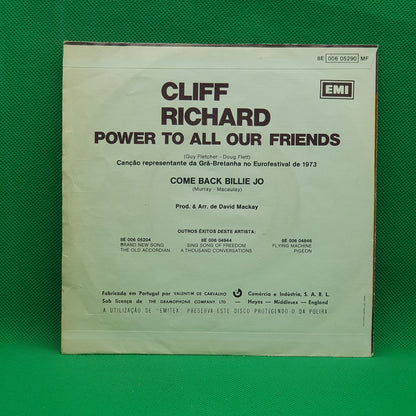 8E 006 05290 MF
EMI
CLIFF
RICHARD
POWER TO ALL OUR FRIENDS
(Guy Fletcher - Doug Flett)
Canção representante da Grã-Bretanha no Eurofestival de 1973
COME BACK BILLIE JO
(Murray - Macaulay)
Prod. & Arr. de David Mackay
OUTROS ÊXITOS DESTE ARTISTA:
8E 006 05204 8E 006 04944 8E 006 04846
BRAND NEW SONG SING SONG OF FREEDOM FLYING MACHINE
THE OLD ACCORDIAN A THOUSAND CONVERSATIONS PIGEON
Fabricado em Portugal por VALENTIM DE CARVALHO Comércio e Indústria, S. A. R. L.
Sob licença de THE GRAMOPHONE COMPANY, LTD — Hayes — Middlesex — England
A UTILIZAÇÃO DE "EMITEX" PRESERVA ESTE DISCO PROTEGENDO-O DA POEIRA